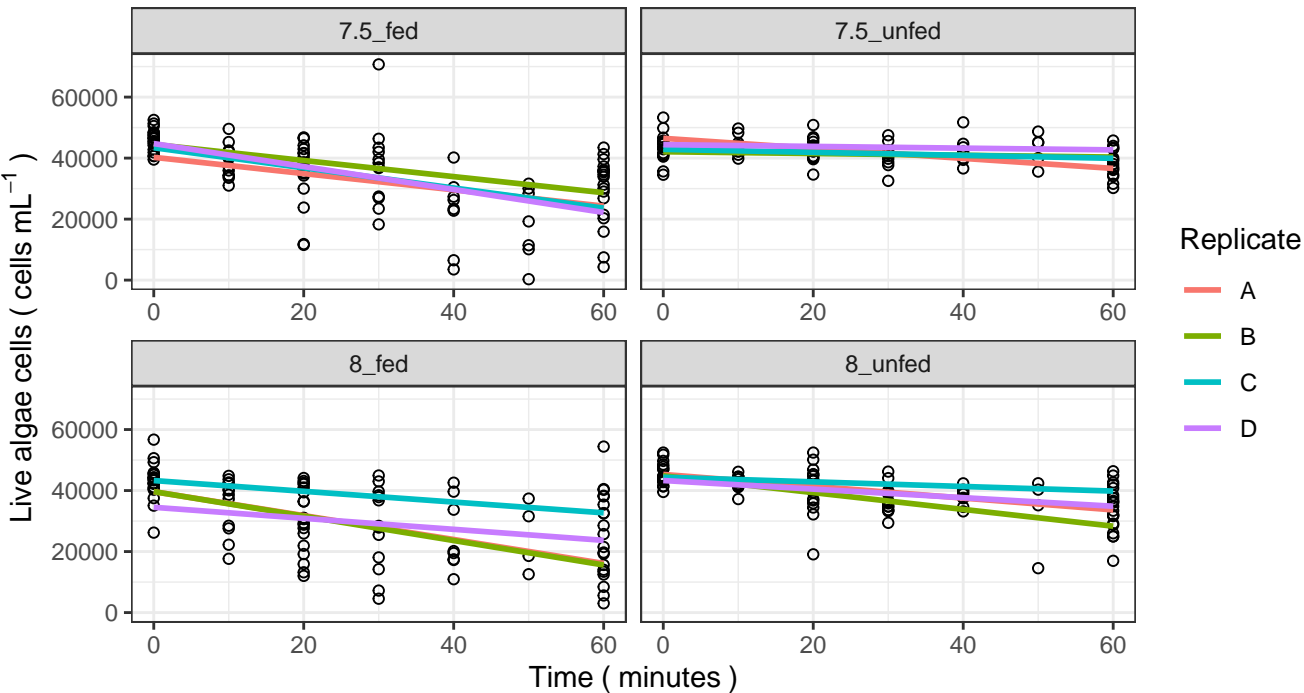 7.5_fed
7.5_unfed
60000
40000
20000
0
0
20
40
60
0
20
40
60
8_fed
8_unfed
60000
40000
20000
0
0
20
40
60
0
20
40
60
Live algae cells ( cells mL⁻¹ )
Time ( minutes )
Replicate
A
B
C
D